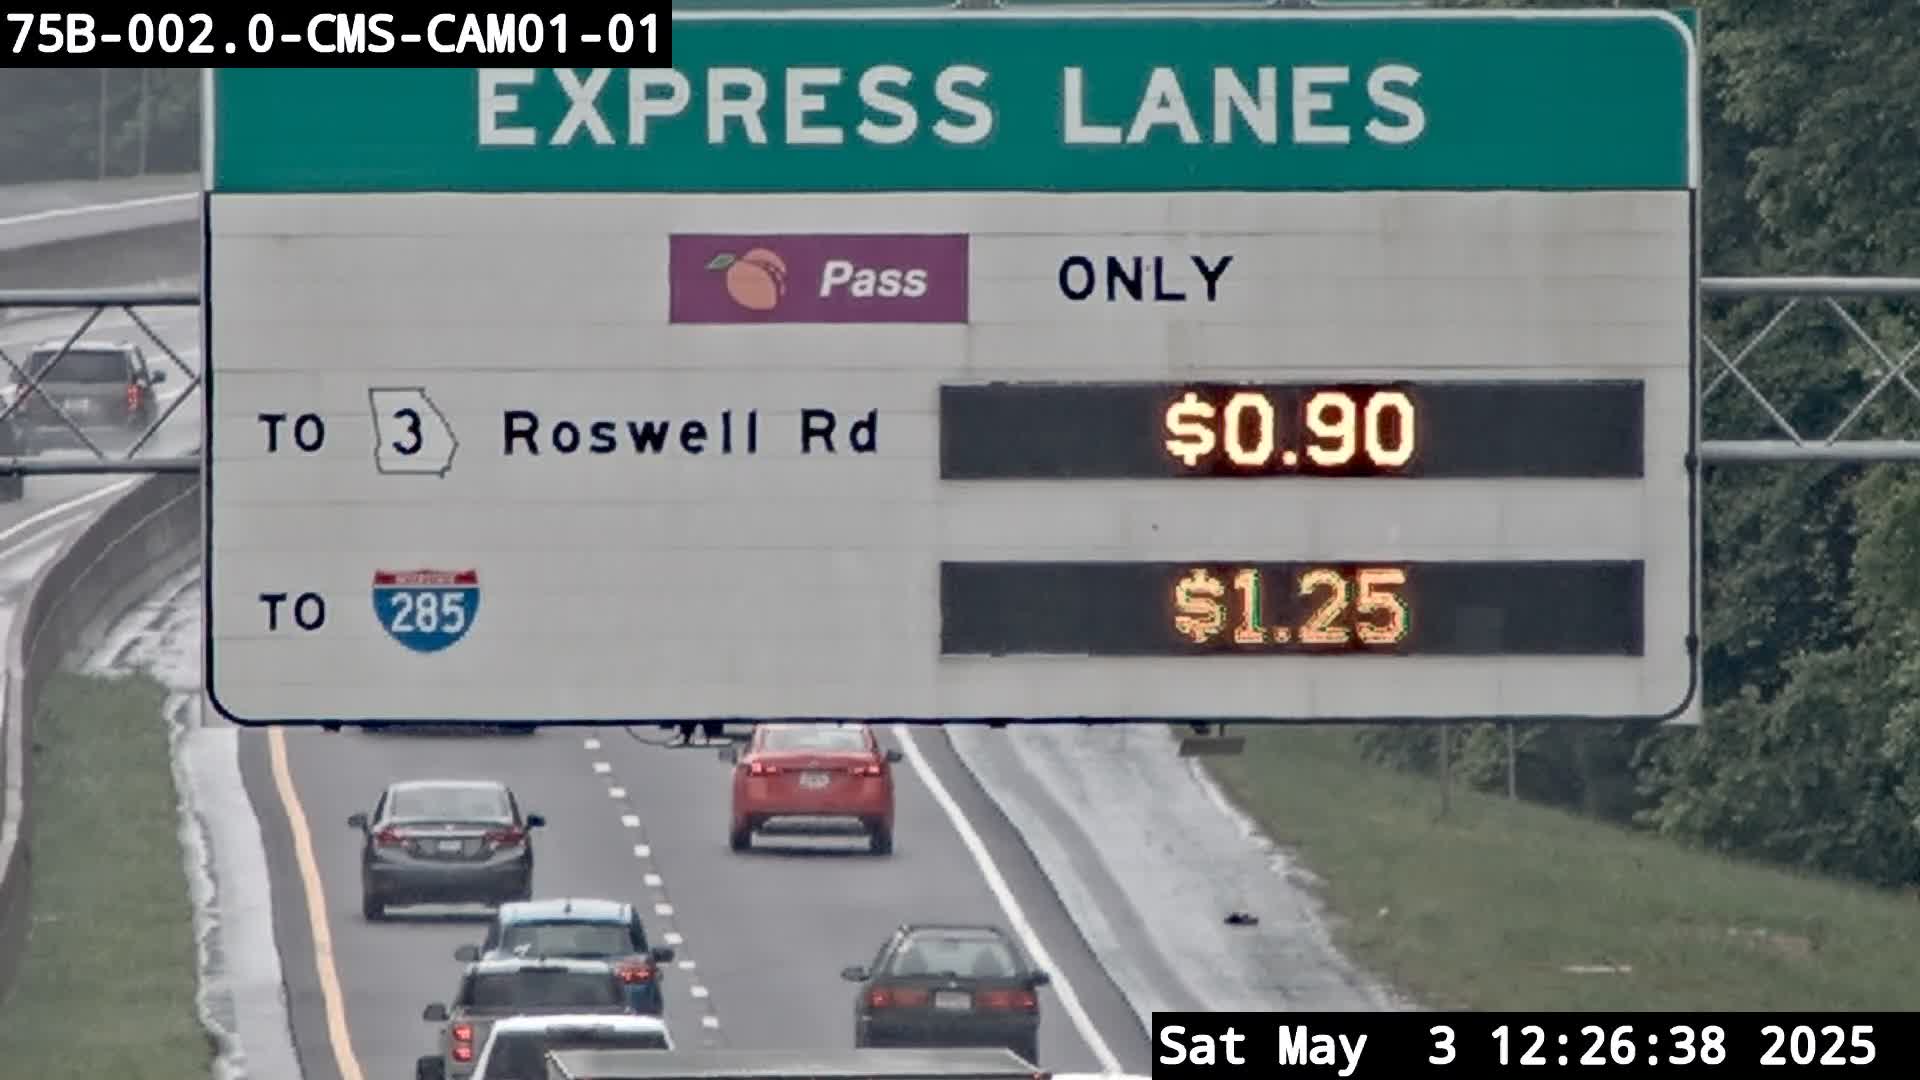 75B-002.0-CMS-CAM01-01
EXPRESS LANES
Pass ONLY
TO 3 Roswell Rd $0.90
TO 285 $1.25
Sat May 3 12:26:38 2025